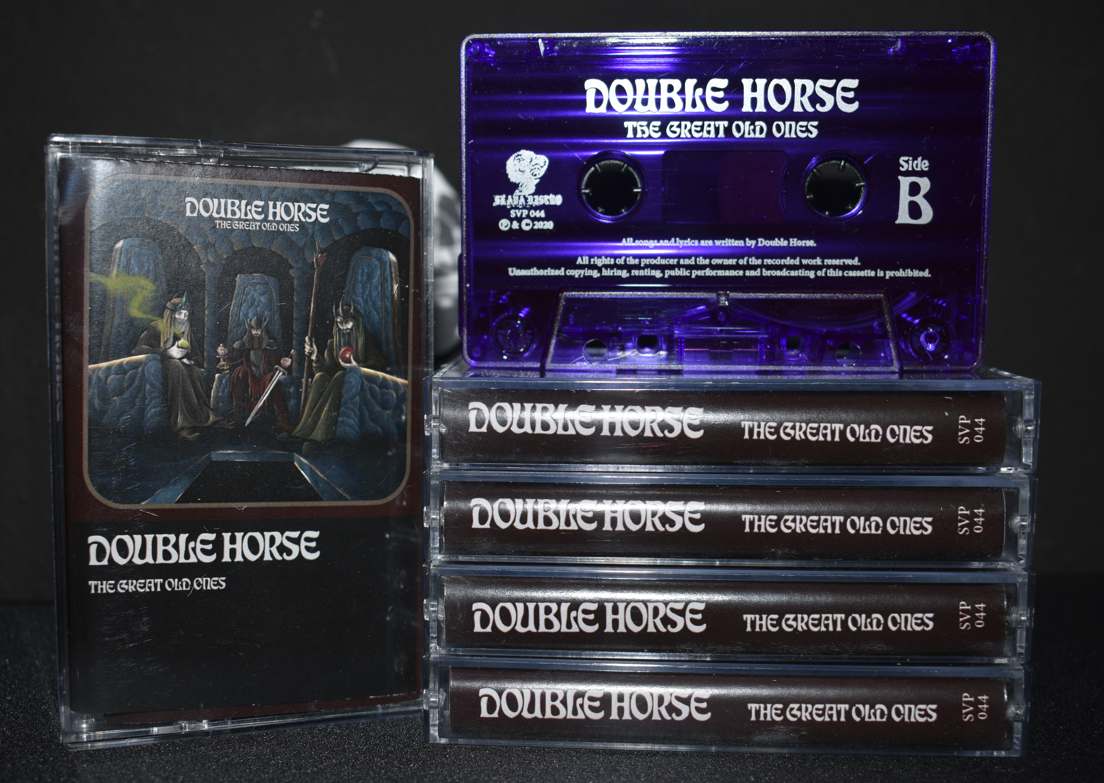 DOUBLE HORSE
THE GREAT OLD ONES
DOUBLE HORSE
THE GREAT OLD ONES
DOUBLE HORSE
THE GREAT OLD ONES
SVP 044
℗ & © 2020
Side
B
All songs and lyrics are written by Double Horse.
All rights of the producer and the owner of the recorded work reserved.
Unauthorized copying, hiring, renting, public performance and broadcasting of this cassette is prohibited.
DOUBLE HORSE THE GREAT OLD ONES SVP 044
DOUBLE HORSE THE GREAT OLD ONES SVP 044
DOUBLE HORSE THE GREAT OLD ONES SVP 044
DOUBLE HORSE THE GREAT OLD ONES SVP 044